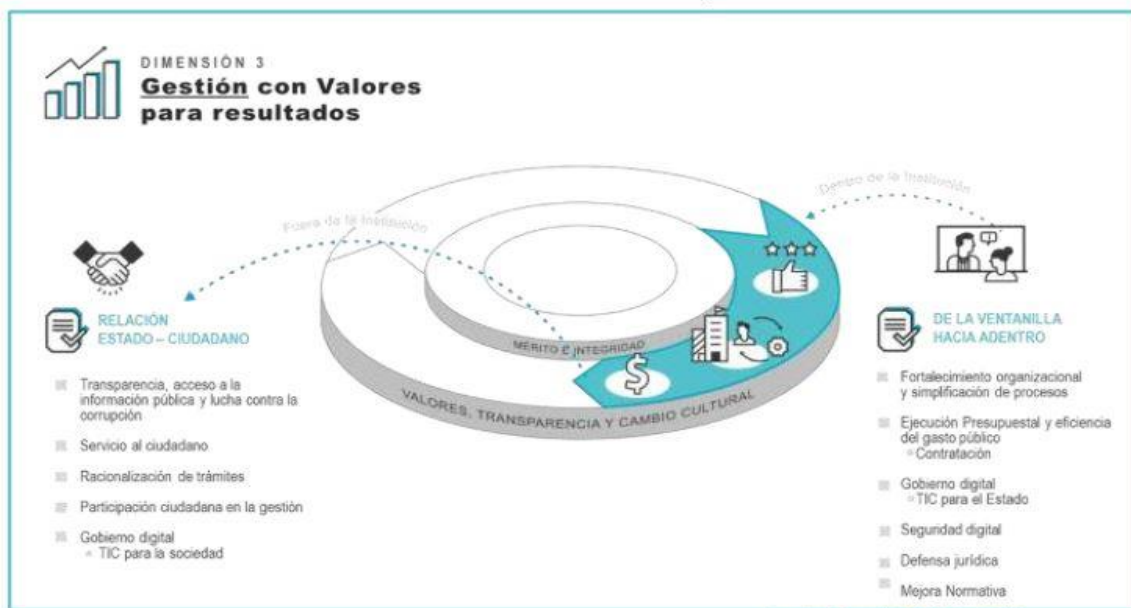 DIMENSIÓN 3
Gestión con Valores
para resultados
Fuera de la Institución
Dentro de la Institución
MÉRITO E INTEGRIDAD
VALORES, TRANSPARENCIA Y CAMBIO CULTURAL
$
RELACIÓN
ESTADO – CIUDADANO
Transparencia, acceso a la
información pública y lucha contra la
corrupción
Servicio al ciudadano
Racionalización de trámites
Participación ciudadana en la gestión
Gobierno digital
TIC para la sociedad
DE LA VENTANILLA
HACIA ADENTRO
Fortalecimiento organizacional
y simplificación de procesos
Ejecución Presupuestal y eficiencia
del gasto público
Contratación
Gobierno digital
TIC para el Estado
Seguridad digital
Defensa jurídica
Mejora Normativa